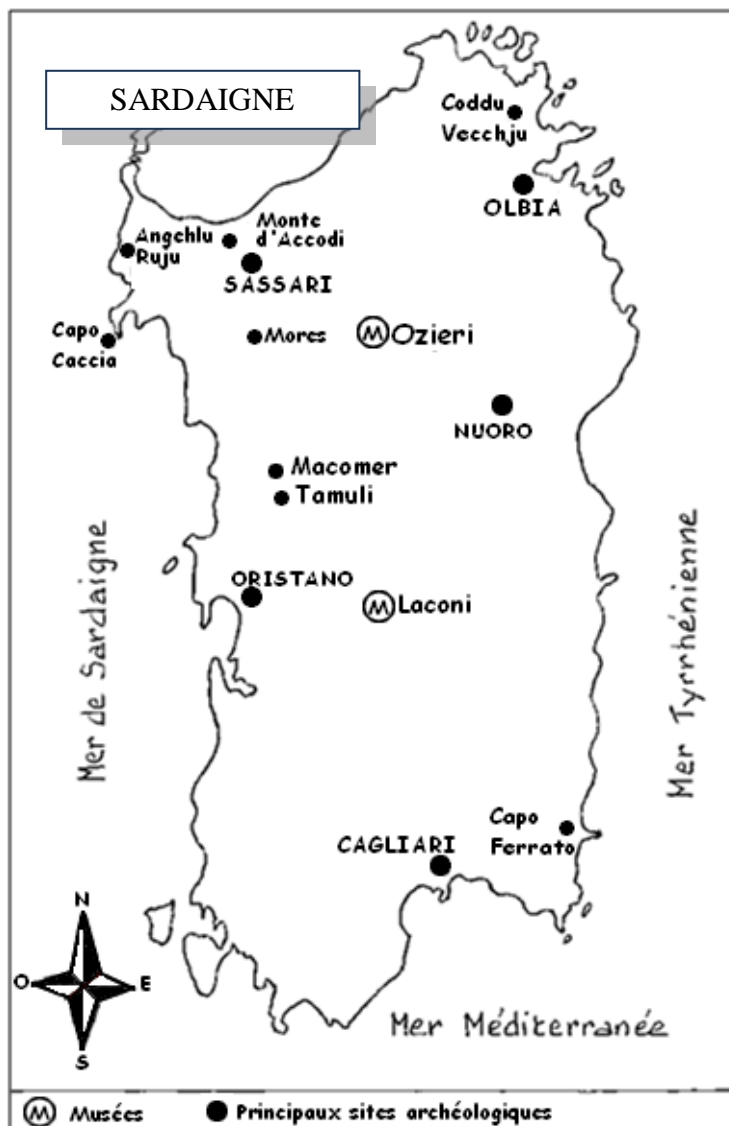 SARDAIGNE
Coddu
Vecchju
OLBIA
Angehlu
Ruju
Monte
d'Accodi
SASSARI
Capo
Caccia
Mores
M Ozieri
NUORO
Macomer
Tamuli
Mer de Sardaigne
Mer Tyrrhénienne
ORISTANO
M Laconi
Capo
Ferrato
CAGLIARI
N
O E
S
Mer Méditerranée
M Musées Principaux sites archéologiques